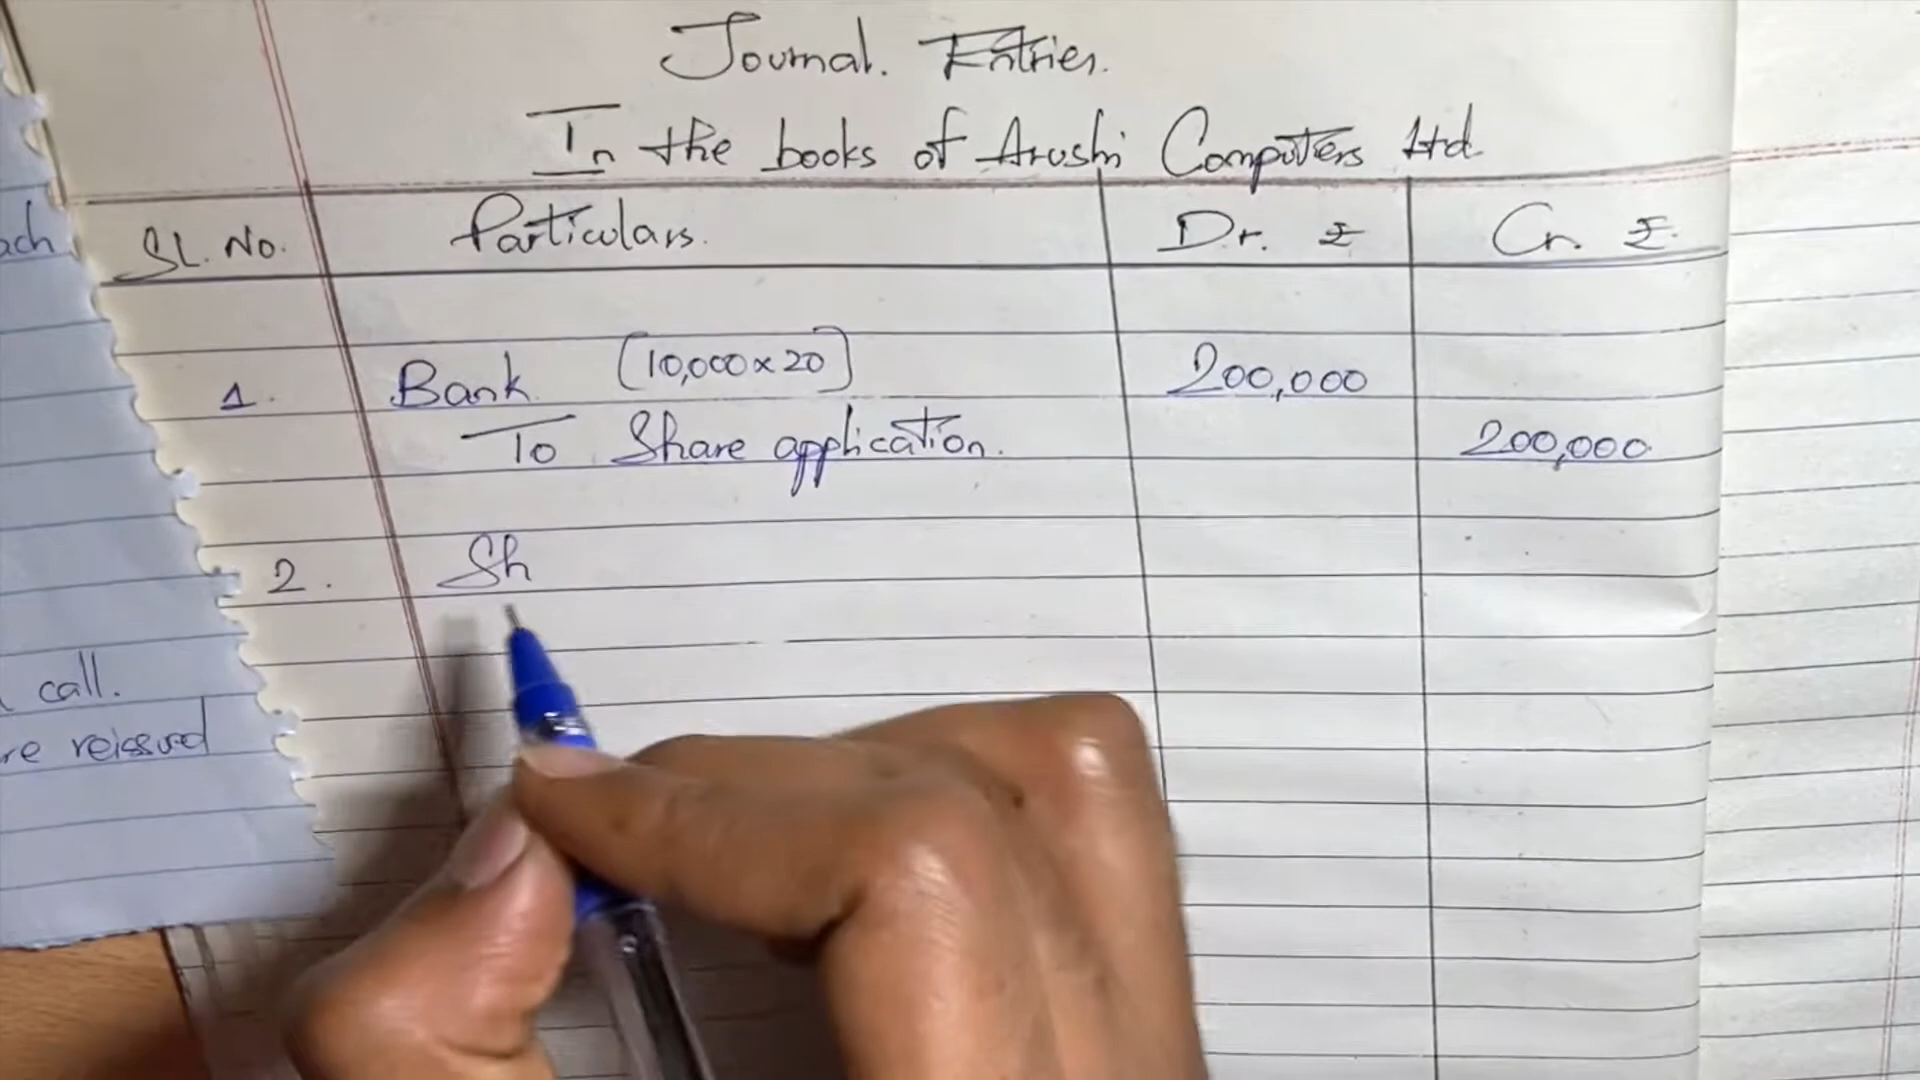 Journal. Entries.
In the books of Arushi Computers Ltd.
SL. No. Particulars. Dr. ₹ Cr. ₹.
1. Bank [10,000 x 20] 200,000
To Share application. 200,000
2. Sh
call.
re reissued